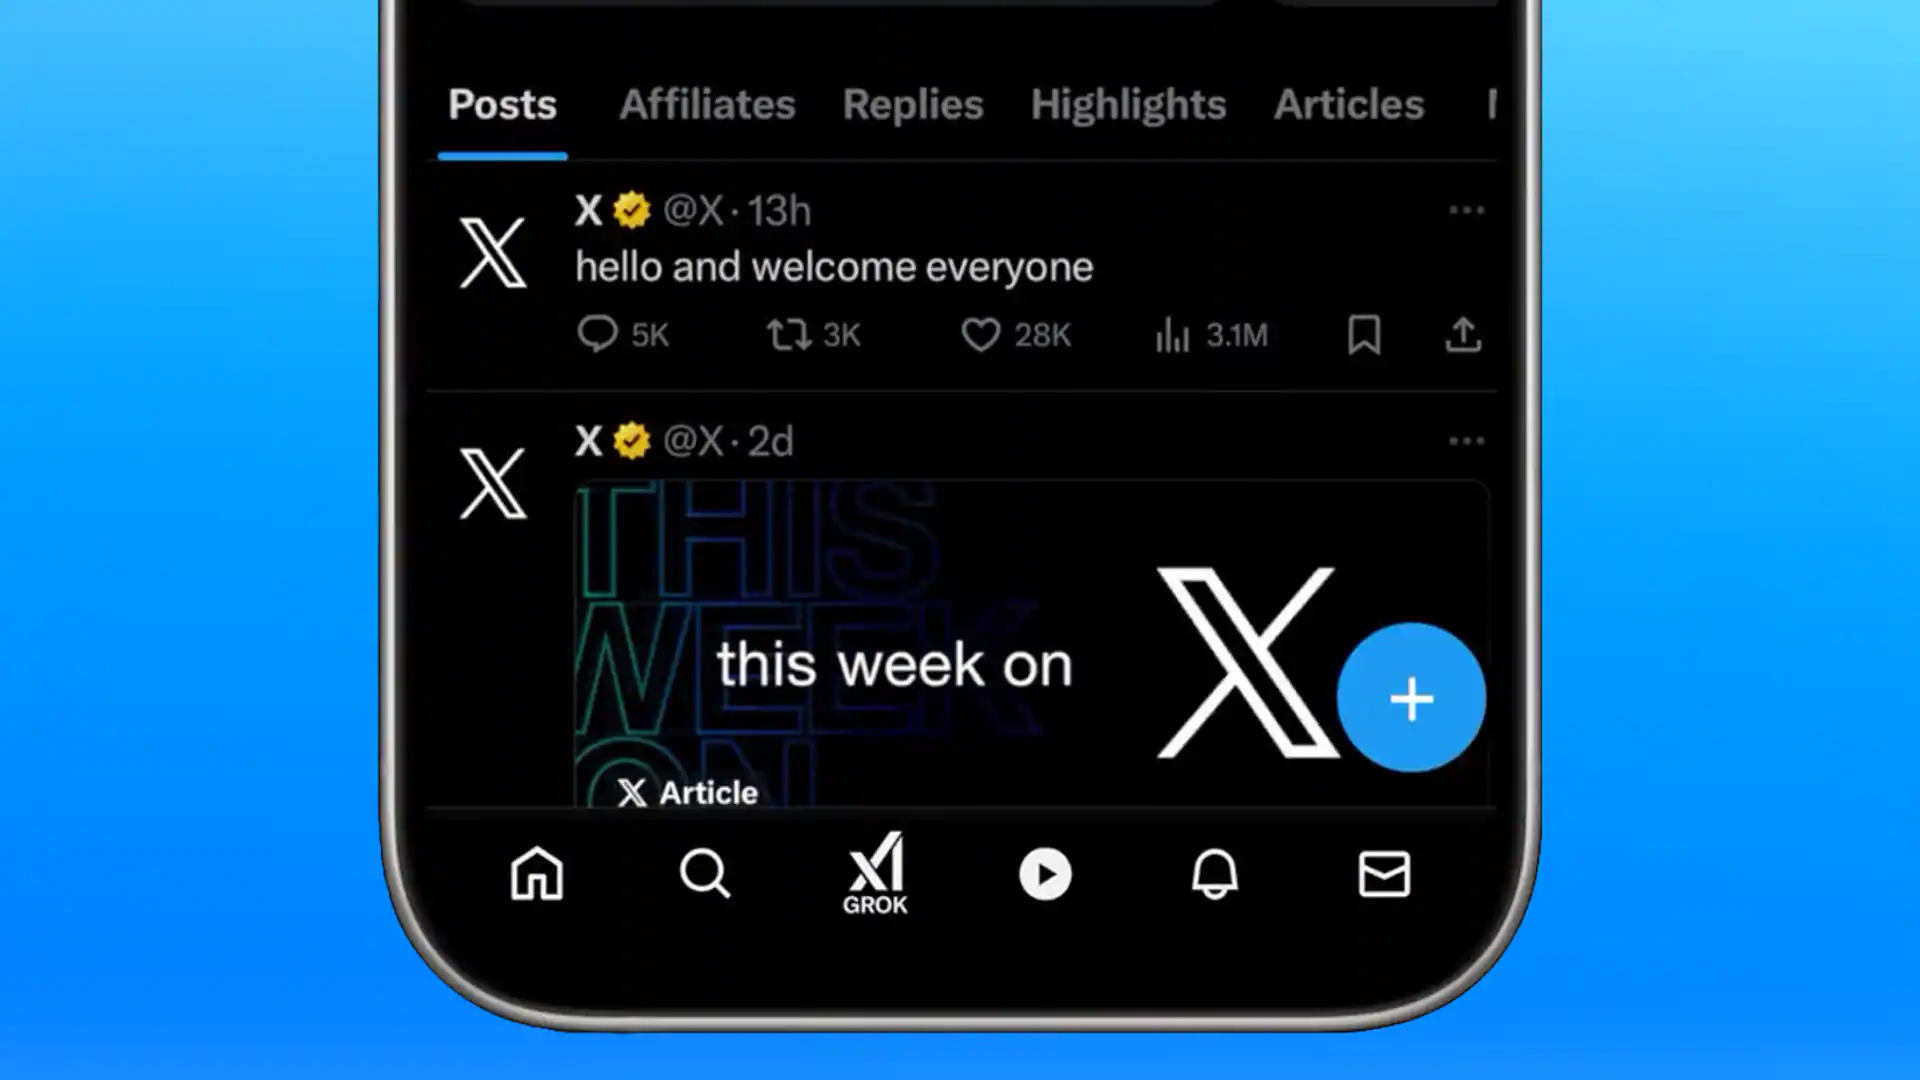 Posts Affiliates Replies Highlights Articles
X @X · 13h
hello and welcome everyone
5K 3K 28K 3.1M
X @X · 2d
THIS
WEEK
ON
this week on X
X Article
GROK